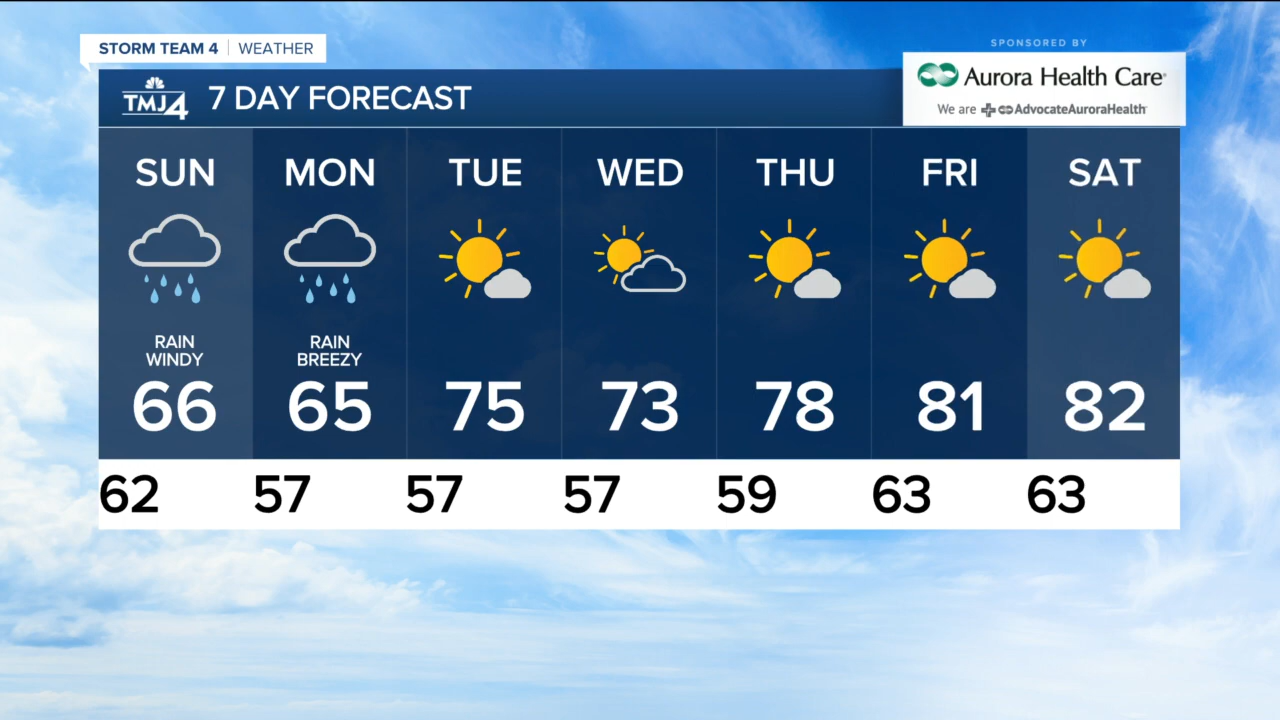 STORM TEAM 4 | WEATHER
SPONSORED BY
Aurora Health Care®
We are AdvocateAuroraHealth™
TMJ4 7 DAY FORECAST
SUN MON TUE WED THU FRI SAT
RAIN RAIN
WINDY BREEZY
66 65 75 73 78 81 82
62 57 57 57 59 63 63